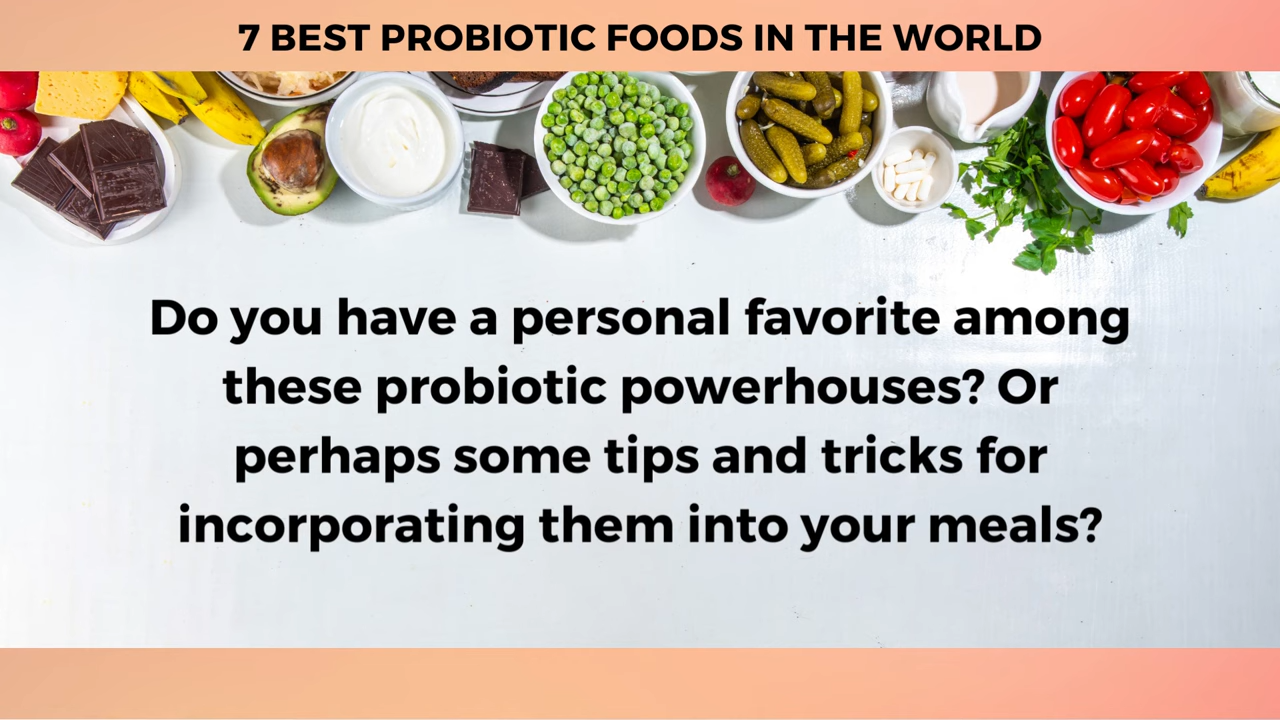 7 BEST PROBIOTIC FOODS IN THE WORLD
Do you have a personal favorite among
these probiotic powerhouses? Or
perhaps some tips and tricks for
incorporating them into your meals?